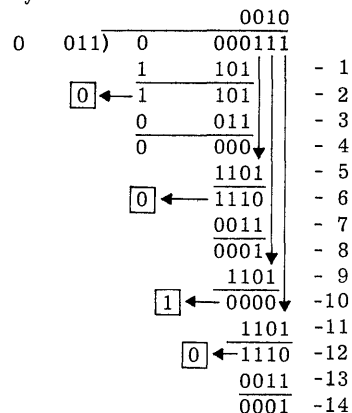 0010
0 011) 0 000111
1 101 - 1
0 1 101 - 2
0 011 - 3
0 000 - 4
1101 - 5
0 1110 - 6
0011 - 7
0001 - 8
1101 - 9
1 0000 -10
1101 -11
0 1110 -12
0011 -13
0001 -14